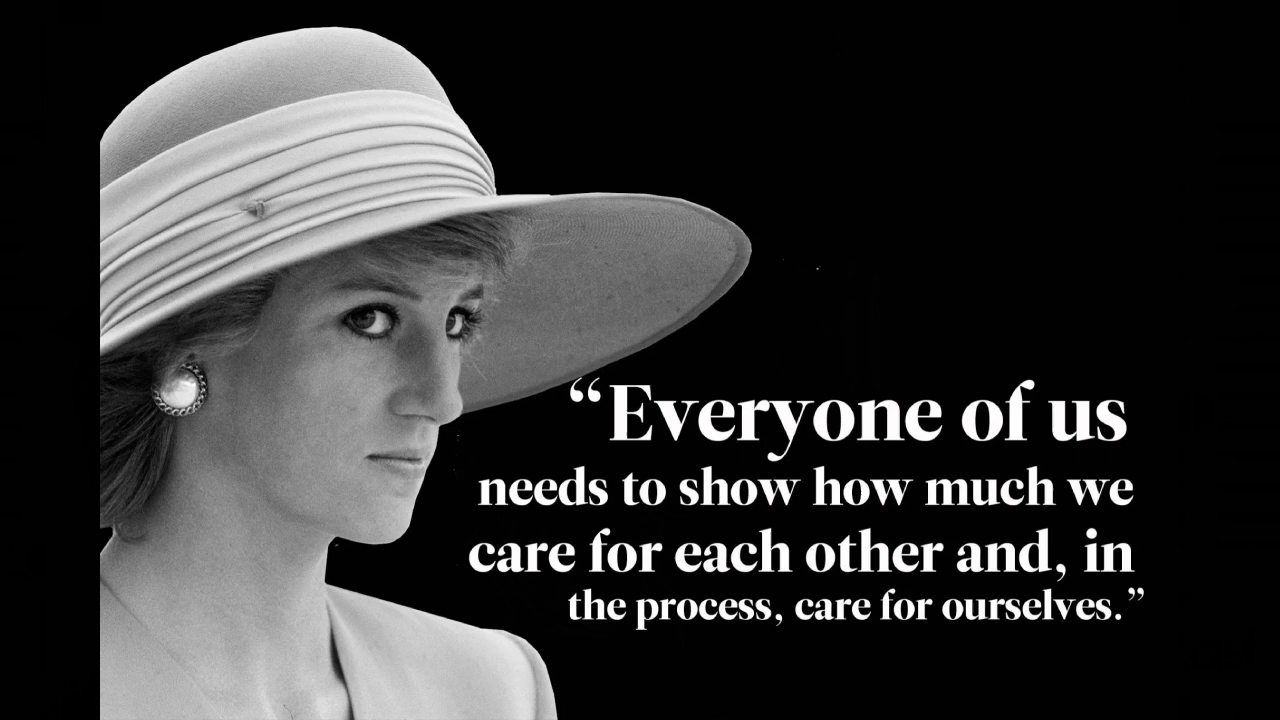 “Everyone of us
needs to show how much we
care for each other and, in
the process, care for ourselves.”